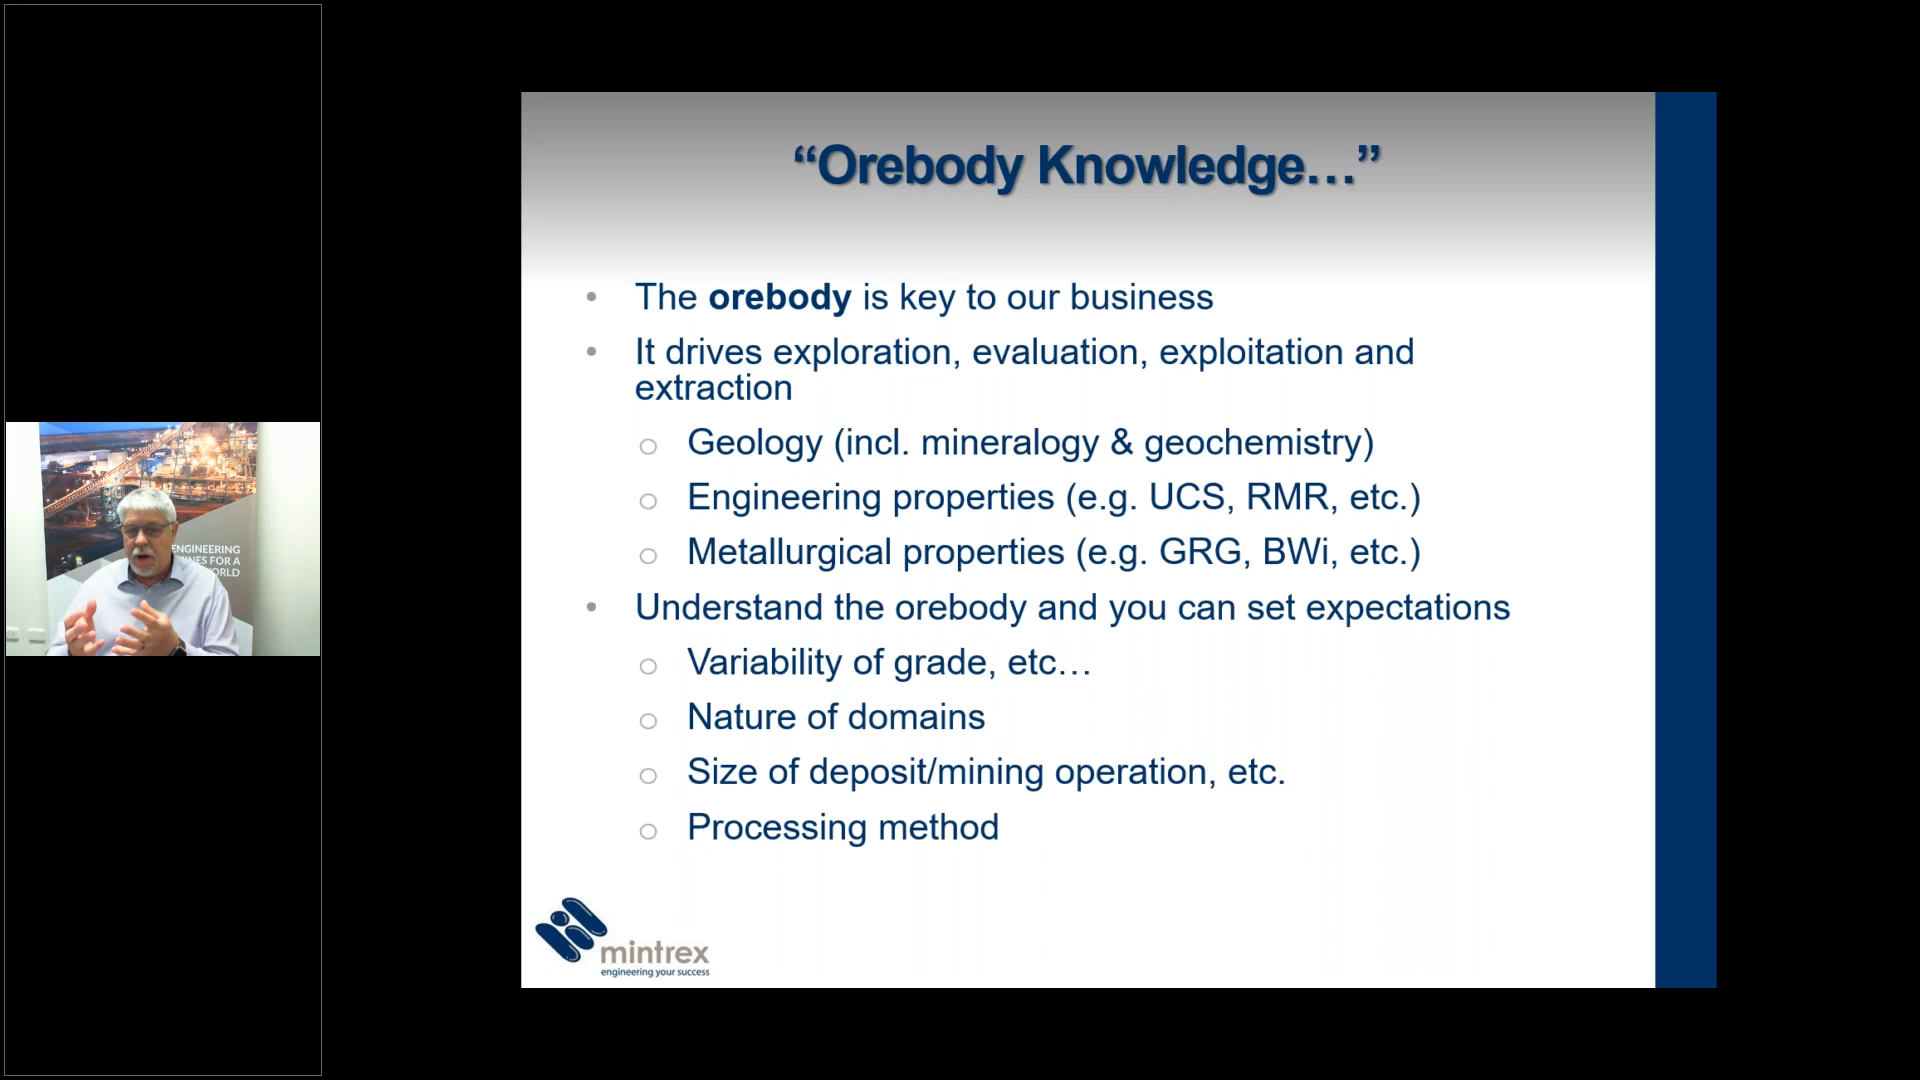 “Orebody Knowledge…”
• The orebody is key to our business
• It drives exploration, evaluation, exploitation and
extraction
o Geology (incl. mineralogy & geochemistry)
o Engineering properties (e.g. UCS, RMR, etc.)
o Metallurgical properties (e.g. GRG, BWi, etc.)
• Understand the orebody and you can set expectations
o Variability of grade, etc…
o Nature of domains
o Size of deposit/mining operation, etc.
o Processing method
mintrex
engineering your success
ENGINEERING
FOR A